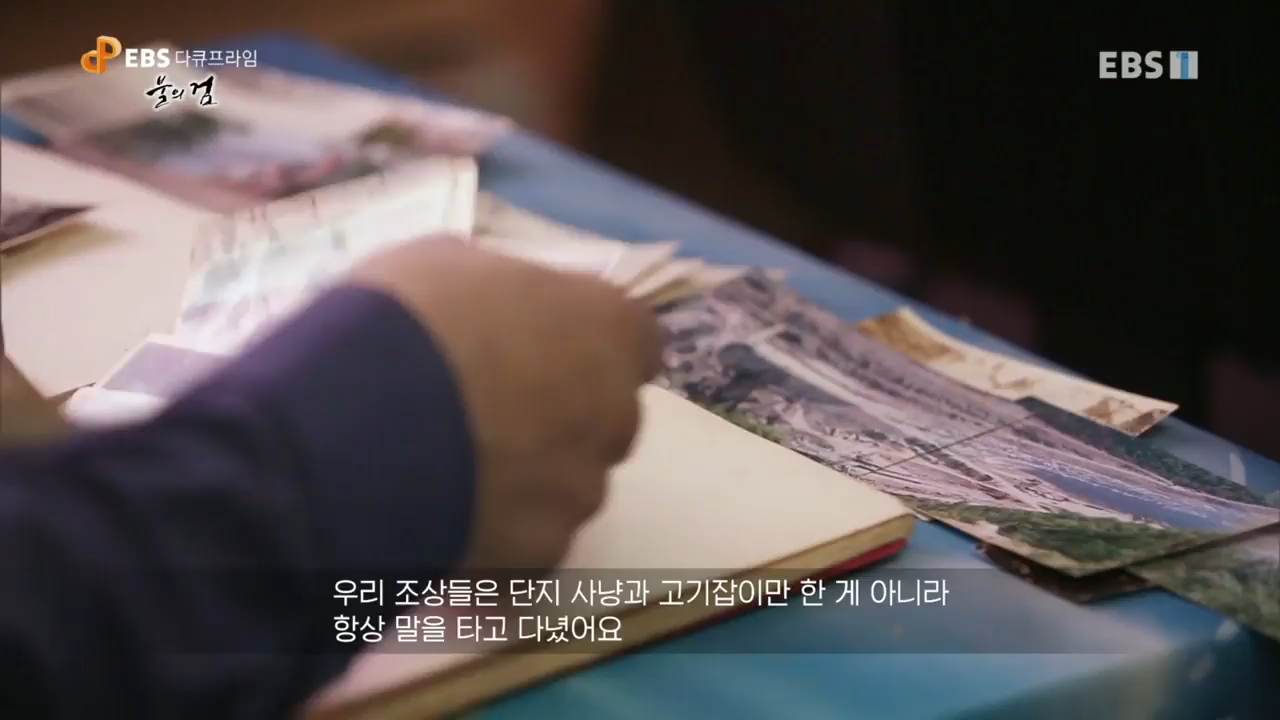 EBS 다큐프라임
불의 검
EBS 1
우리 조상들은 단지 사냥과 고기잡이만 한 게 아니라
항상 말을 타고 다녔어요